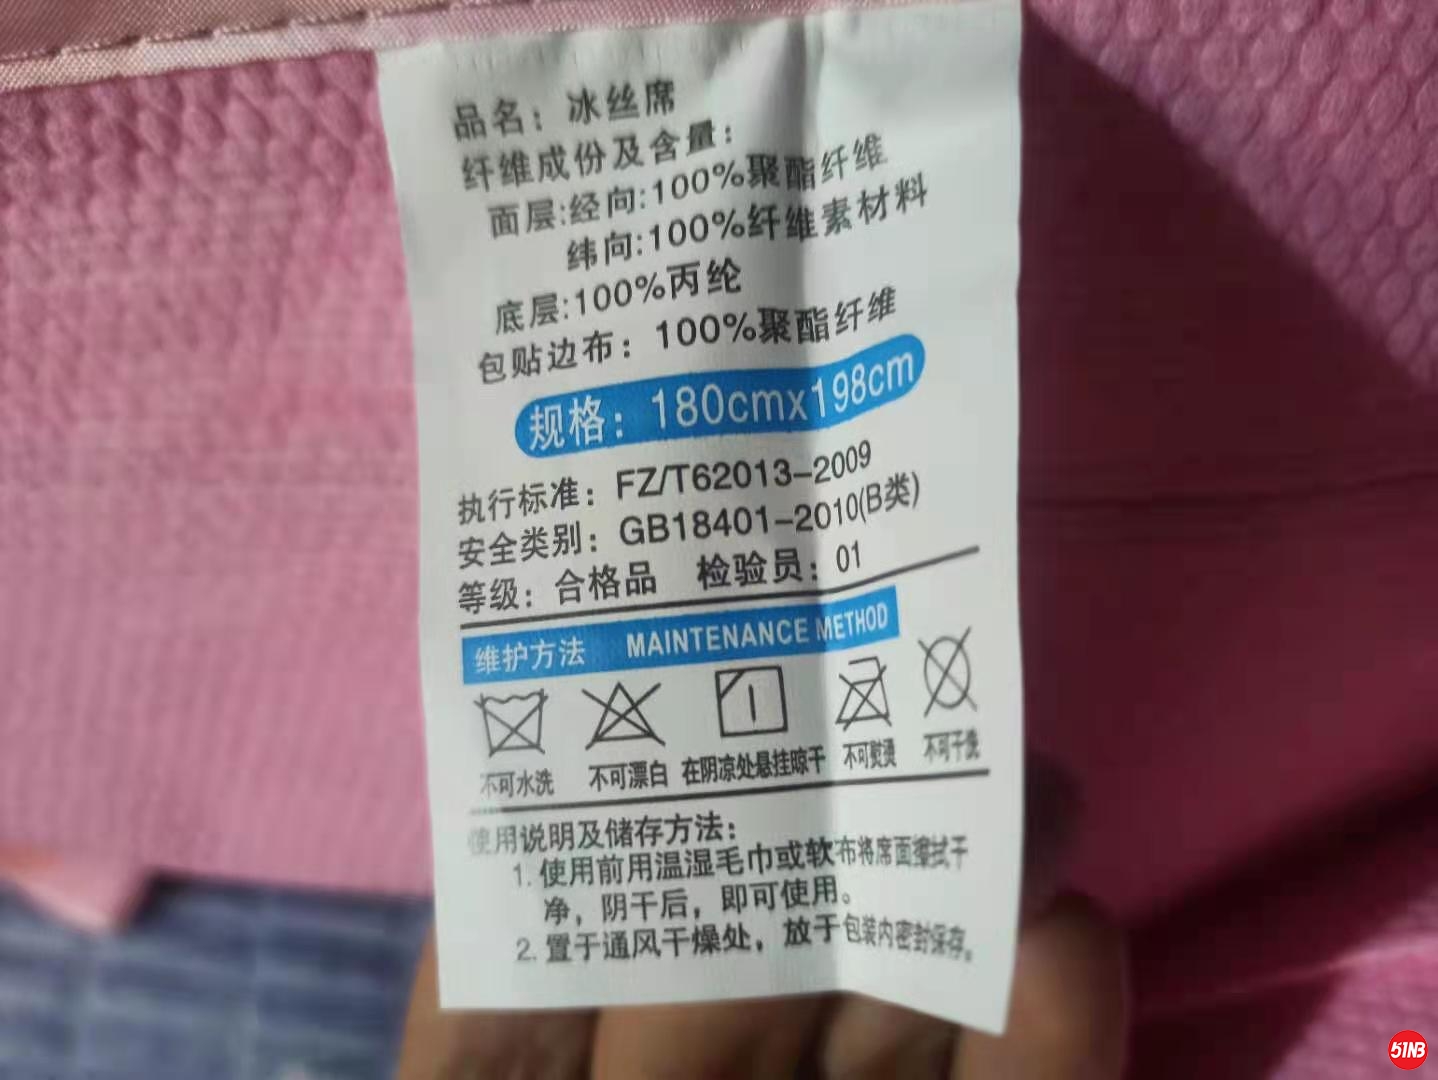 品名：冰丝席
纤维成份及含量：
面层:经向:100%聚酯纤维
纬向:100%纤维素材料
底层:100%丙纶
包贴边布：100%聚酯纤维
规格：180cmx198cm
执行标准：FZ/T62013-2009
安全类别：GB18401-2010(B类)
等级：合格品 检验员：01
维护方法 MAINTENANCE METHOD
不可水洗 不可漂白 在阴凉处悬挂晾干 不可熨烫 不可干洗
使用说明及储存方法：
1. 使用前用温湿毛巾或软布将席面擦拭干
净，阴干后，即可使用。
2. 置于通风干燥处，放于包装内密封保存。
51NB